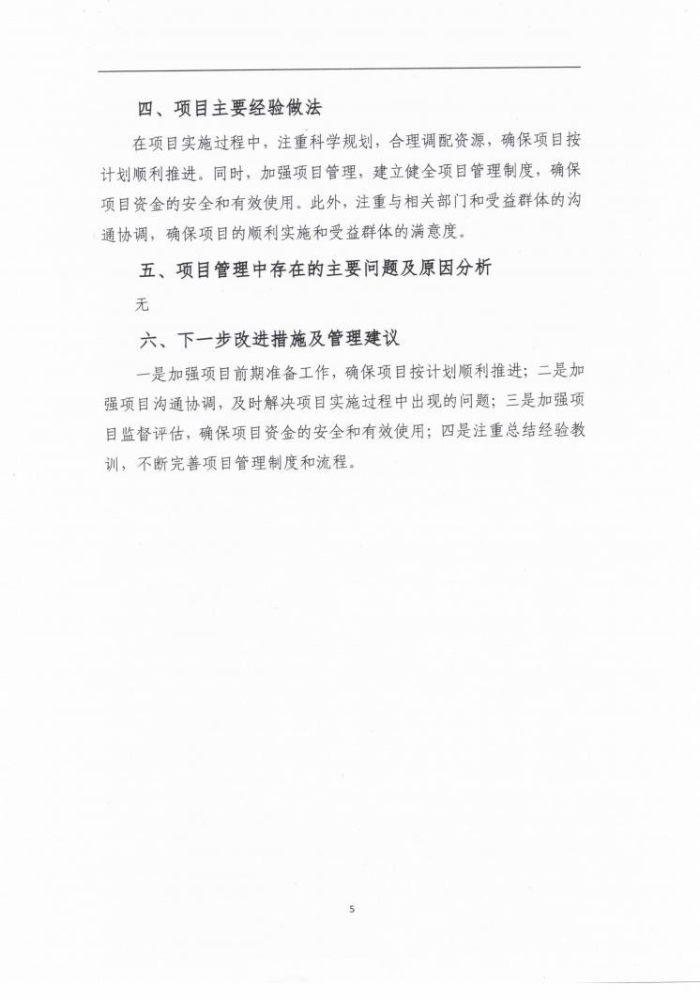 四、项目主要经验做法
在项目实施过程中，注重科学规划，合理调配资源，确保项目按
计划顺利推进。同时，加强项目管理，建立健全项目管理制度，确保
项目资金的安全和有效使用。此外，注重与相关部门和受益群体的沟
通协调，确保项目的顺利实施和受益群体的满意度。
五、项目管理中存在的主要问题及原因分析
无
六、下一步改进措施及管理建议
一是加强项目前期准备工作，确保项目按计划顺利推进；二是加
强项目沟通协调，及时解决项目实施过程中出现的问题；三是加强项
目监督评估，确保项目资金的安全和有效使用；四是注重总结经验教
训，不断完善项目管理制度和流程。
5